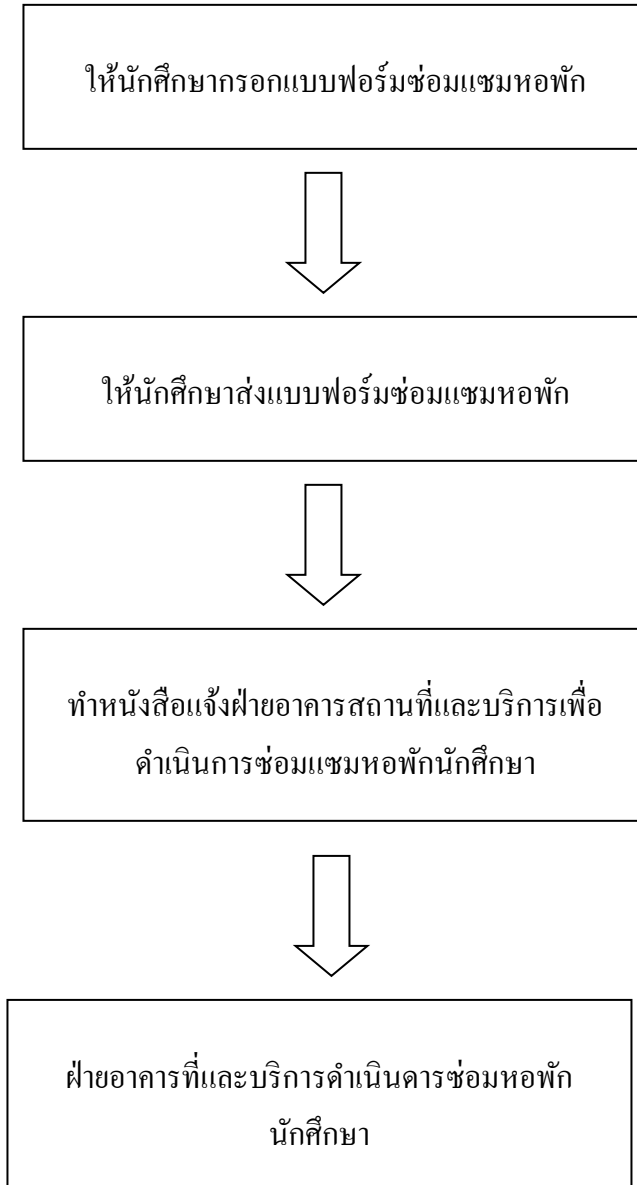 ให้นักศึกษากรอกแบบฟอร์มซ่อมแซมหอพัก
ให้นักศึกษาส่งแบบฟอร์มซ่อมแซมหอพัก
ทำหนังสือแจ้งฝ่ายอาคารสถานที่และบริการเพื่อ
ดำเนินการซ่อมแซมหอพักนักศึกษา
ฝ่ายอาคารที่และบริการดำเนินดารซ่อมหอพัก
นักศึกษา